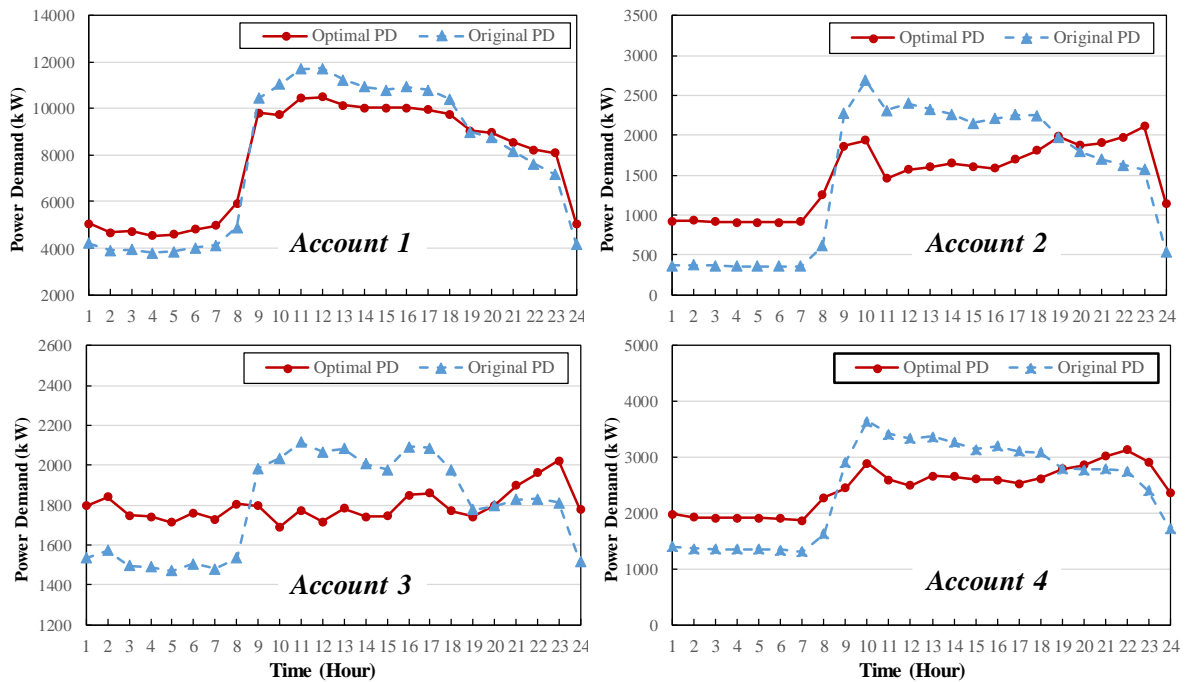 14000
12000
10000
8000
6000
4000
2000
Power Demand (kW)
Optimal PD Original PD
Account 1
1 2 3 4 5 6 7 8 9 10 11 12 13 14 15 16 17 18 19 20 21 22 23 24
3500
3000
2500
2000
1500
1000
500
0
Power Demand (kW)
Optimal PD Original PD
Account 2
1 2 3 4 5 6 7 8 9 10 11 12 13 14 15 16 17 18 19 20 21 22 23 24
2600
2400
2200
2000
1800
1600
1400
1200
Power Demand (kW)
Optimal PD Original PD
Account 3
1 2 3 4 5 6 7 8 9 10 11 12 13 14 15 16 17 18 19 20 21 22 23 24
Time (Hour)
5000
4000
3000
2000
1000
0
Power Demand (kW)
Optimal PD Original PD
Account 4
1 2 3 4 5 6 7 8 9 10 11 12 13 14 15 16 17 18 19 20 21 22 23 24
Time (Hour)